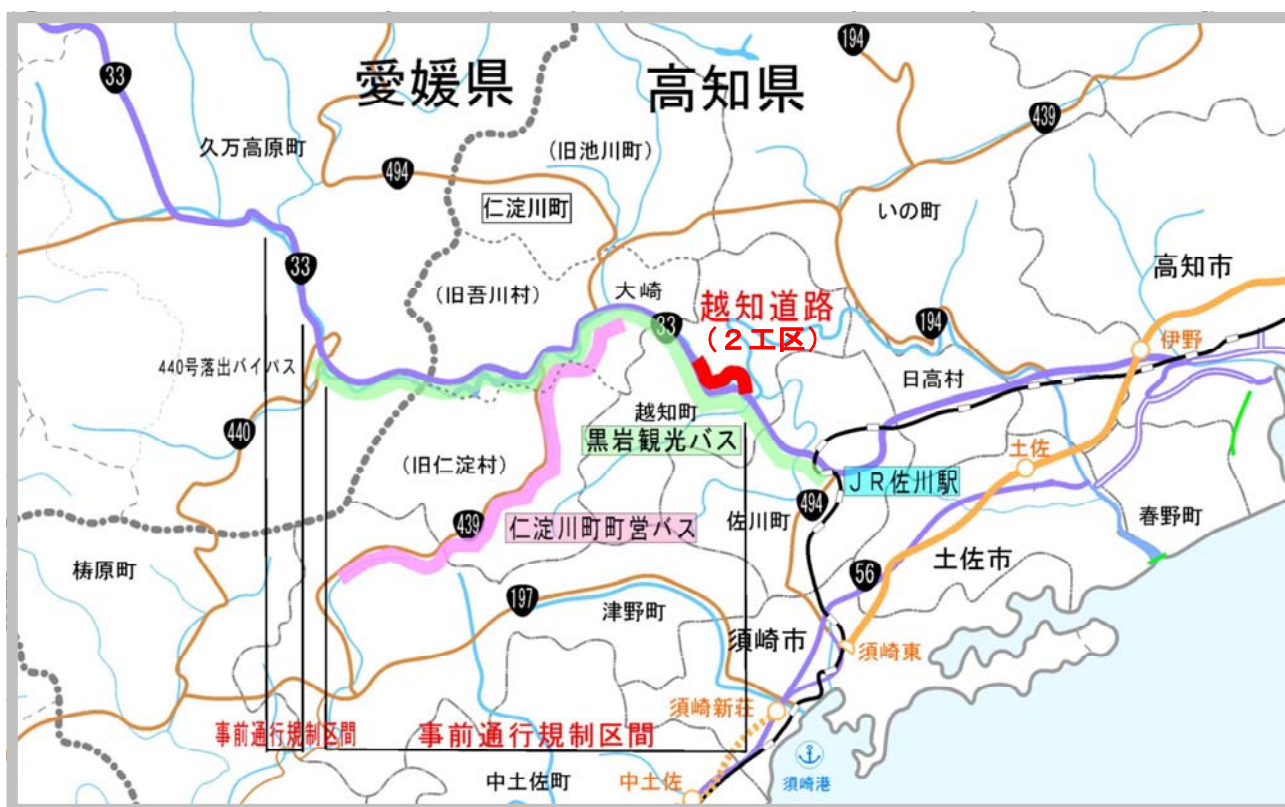 194
愛媛県
高知県
33
439
久万高原町
(旧池川町)
494
仁淀川町
いの町
33
高知市
(旧吾川村)
大崎
越知道路
(2工区)
33
194
伊野
440号落出バイパス
日高村
越知町
440
黒岩観光バス
(旧仁淀村)
土佐
JR佐川駅
494
佐川町
439
仁淀川町町営バス
春野町
梼原町
56
土佐市
197
津野町
須崎市
須崎東
須崎新荘
事前通行規制区間
事前通行規制区間
中土佐町
中土佐
須崎港